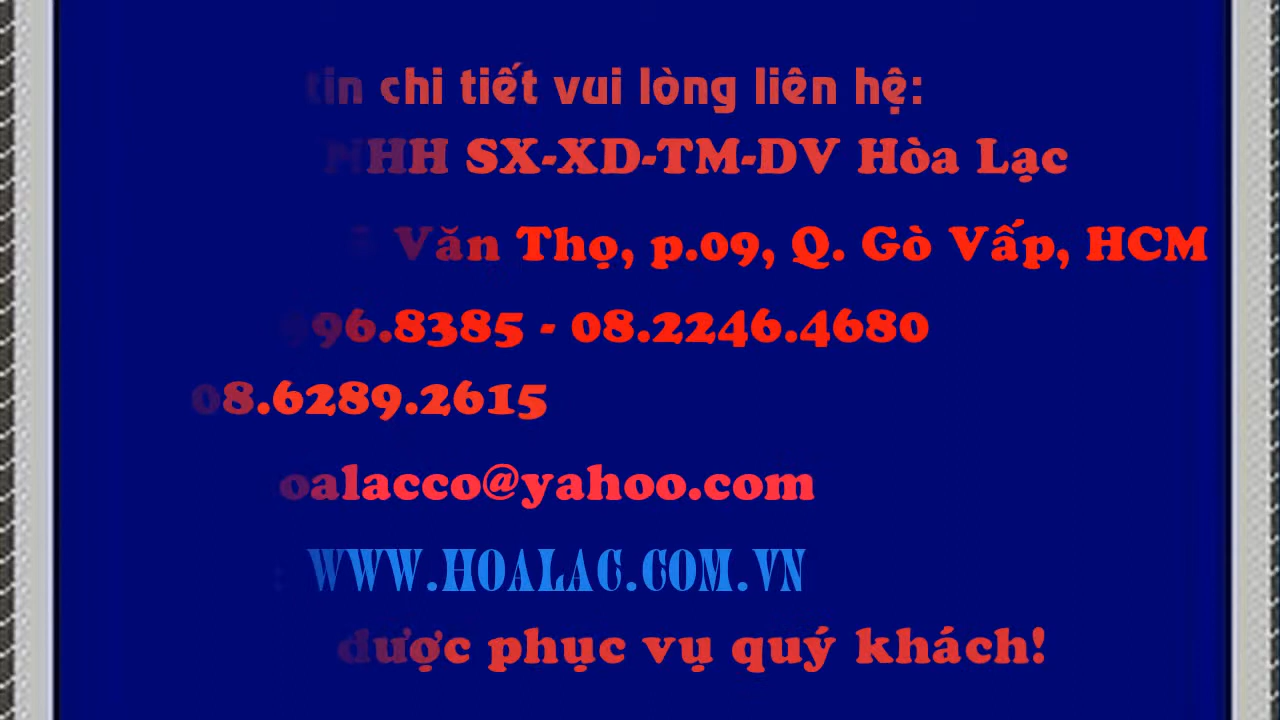 tin chi tiết vui lòng liên hệ:
NHH SX-XD-TM-DV Hòa Lạc
Văn Thọ, p.09, Q. Gò Vấp, HCM
96.8385 - 08.2246.4680
08.6289.2615
oalacco@yahoo.com
: WWW.HOALAC.COM.VN
được phục vụ quý khách!